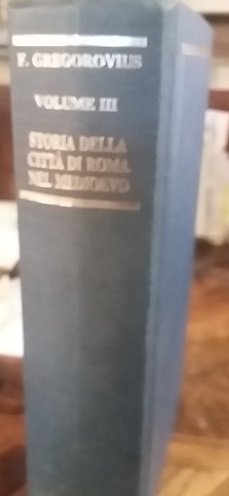 F. GREGOROVIUS
VOLUME III
STORIA DELLA
CITTÀ DI ROMA
NEL MEDIOEVO